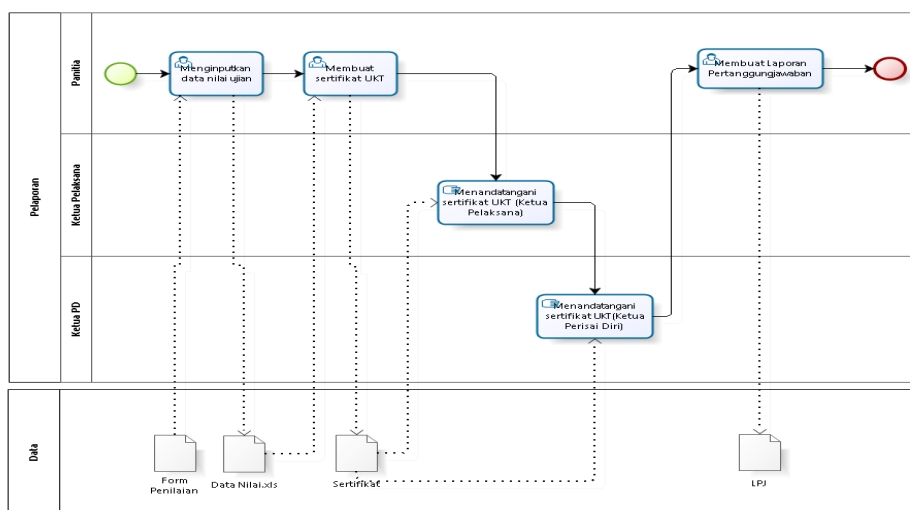 Pelaporan
Panitia
Menginputkan
data nilai ujian
Membuat
sertifikat UKT
Membuat Laporan
Pertanggungjawaban
Ketua Pelaksana
Menandatangani
sertifikat UKT (Ketua
Pelaksana)
Ketua PD
Menandatangani
sertifikat UKT(Ketua
Perisai Diri)
Data
Form
Penilaian
Data Nilai.xls
Sertifikat
LPJ